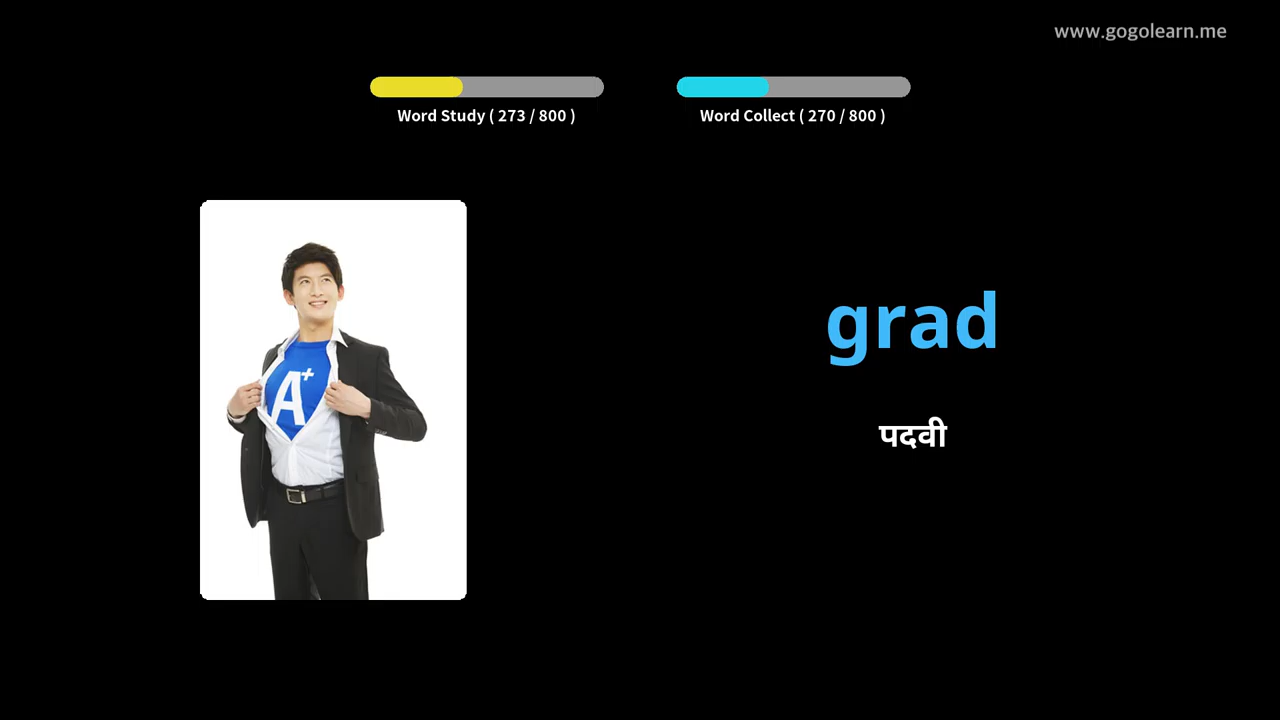 www.gogolearn.me
Word Study ( 273 / 800 )
Word Collect ( 270 / 800 )
A+
grad
पदवी